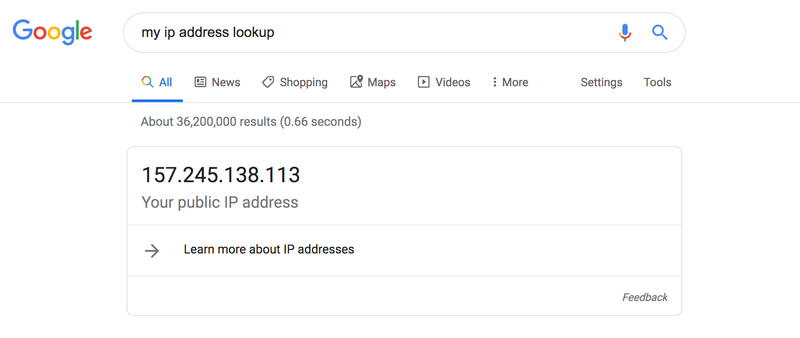 Google
my ip address lookup
All News Shopping Maps Videos More Settings Tools
About 36,200,000 results (0.66 seconds)
157.245.138.113
Your public IP address
Learn more about IP addresses
Feedback